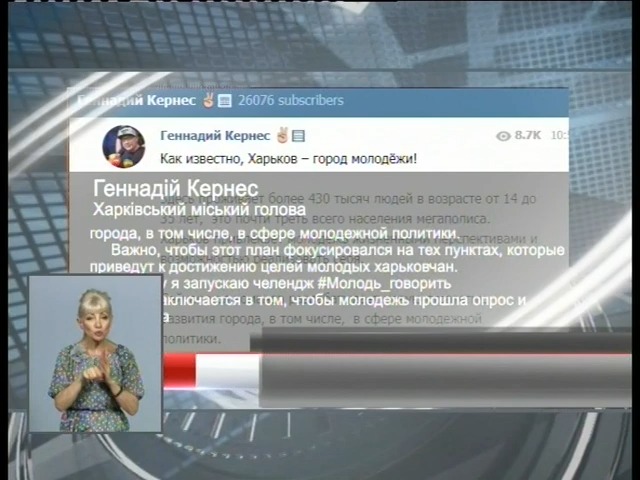 Геннадий Кернес ✌ 26076 subscribers
Геннадий Кернес ✌ 8.7K
Как известно, Харьков – город молодёжи!
Здесь проживает более 430 тысяч людей в возрасте от 14 до
35 лет, это почти треть всего населения мегаполиса.
Геннадій Кернес
Харківський міський голова
города, в том числе, в сфере молодежной политики.
Важно, чтобы этот план фокусировался на тех пунктах, которые
приведут к достижению целей молодых харьковчан.
у я запускаю челендж #Молодь_говорить
аключается в том, чтобы молодежь прошла опрос и
а
развития города, в том числе, в сфере молодежной
политики.